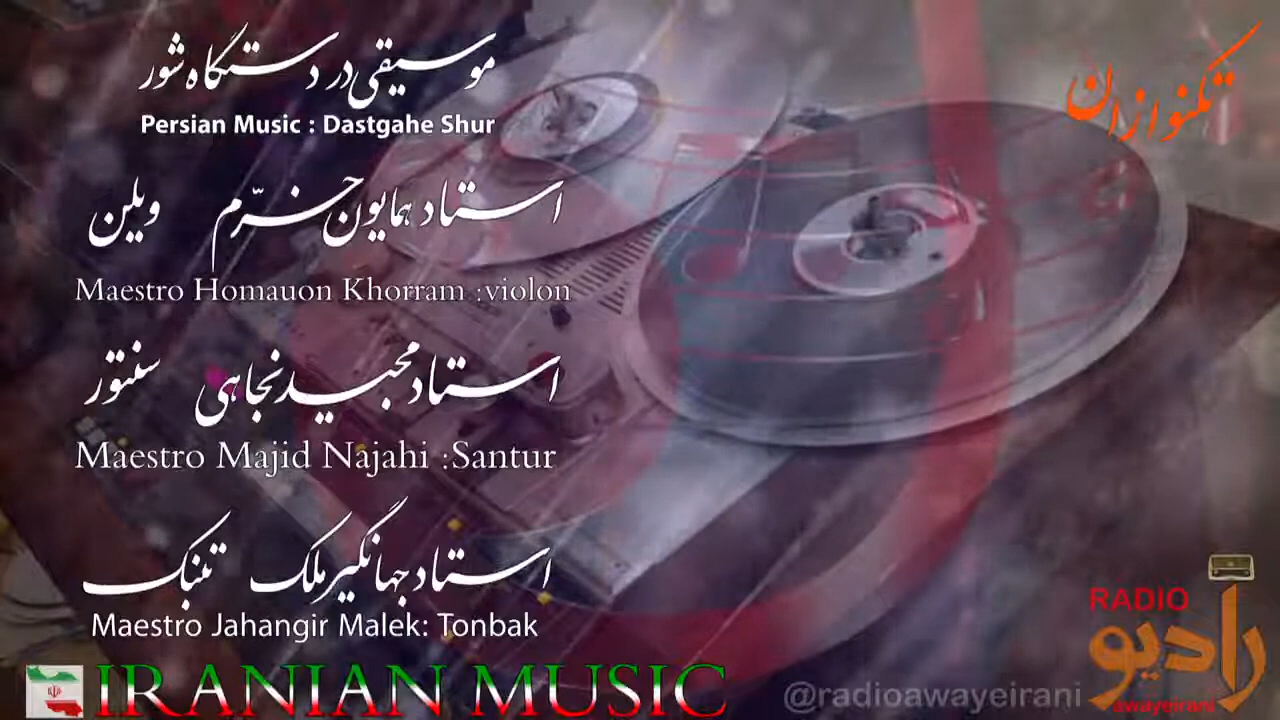 موسیقی در دستگاه شور
Persian Music : Dastgahe Shur
تکنوازان
استاد همایون خرّم ویلن
Maestro Homauon Khorram :violon
استاد مجید نجاهی سنتور
Maestro Majid Najahi :Santur
استاد جهانگیر ملک تنبک
Maestro Jahangir Malek: Tonbak
IRANIAN MUSIC
@radioawayeirani
RADIO
رادیو
awayeirani